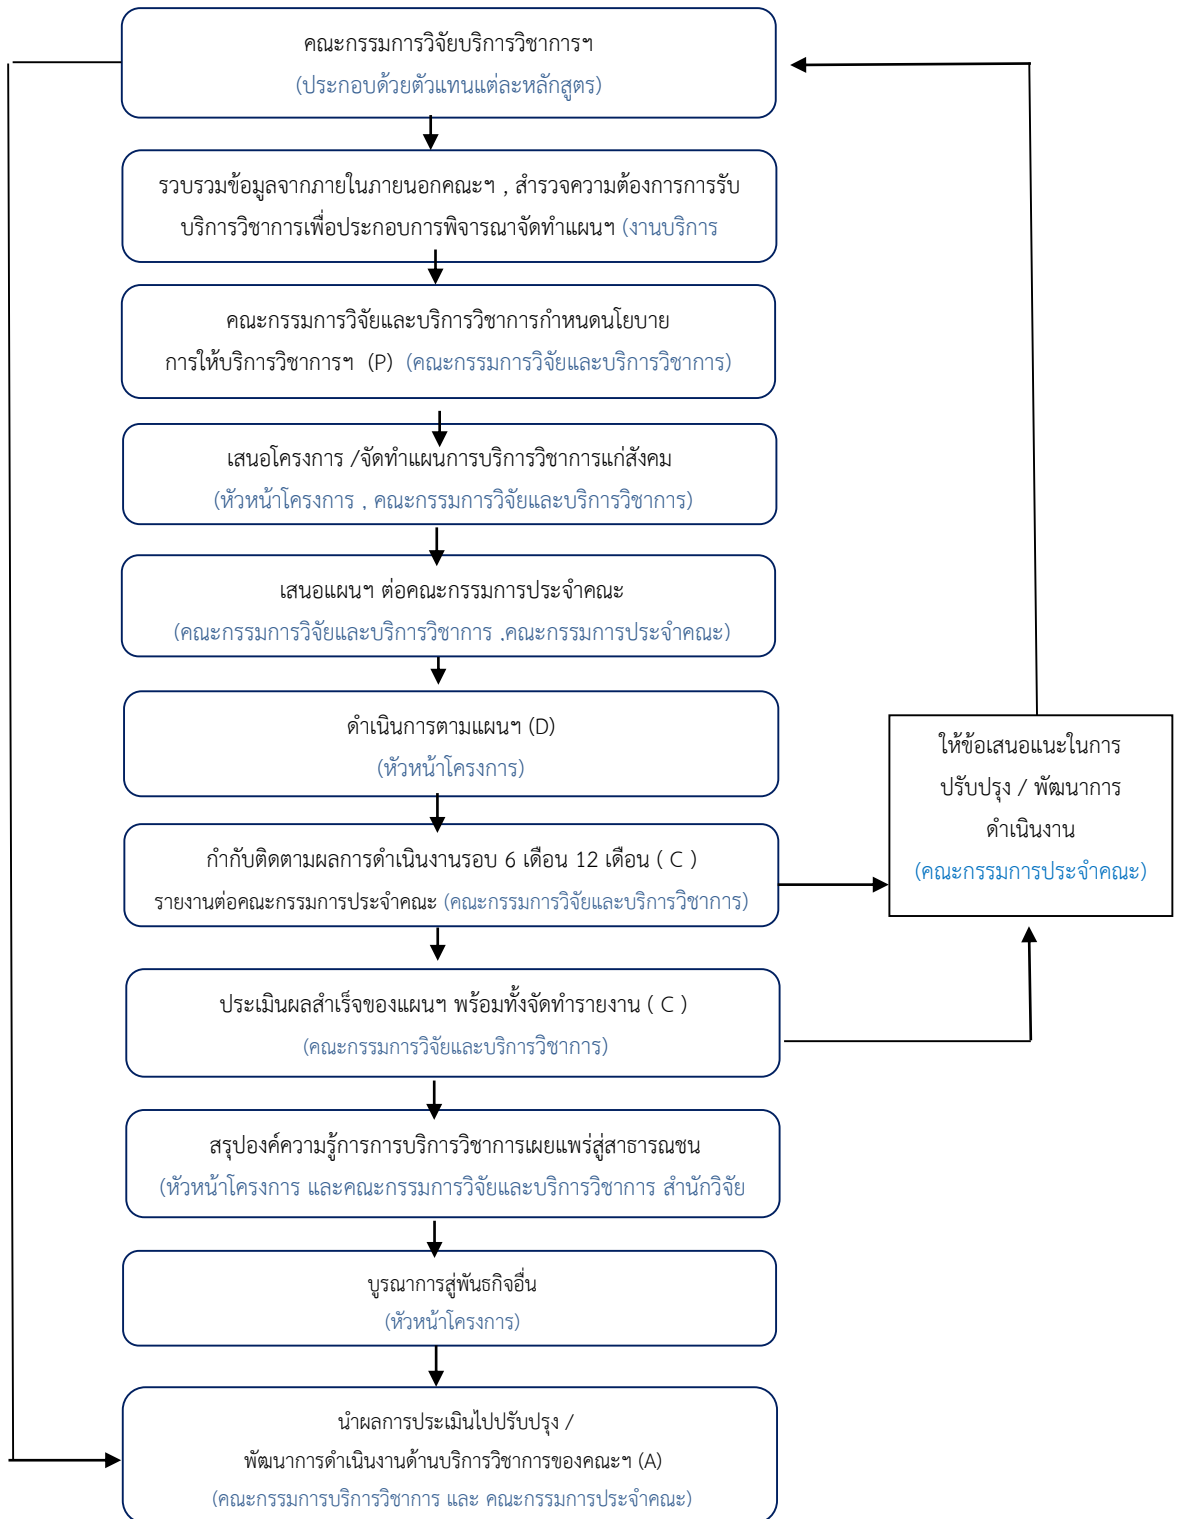 คณะกรรมการวิจัยบริการวิชาการฯ
(ประกอบด้วยตัวแทนแต่ละหลักสูตร)
รวบรวมข้อมูลจากภายในภายนอกคณะฯ , สำรวจความต้องการการรับ
บริการวิชาการเพื่อประกอบการพิจารณาจัดทำแผนฯ (งานบริการ
คณะกรรมการวิจัยและบริการวิชาการกำหนดนโยบาย
การให้บริการวิชาการฯ (P) (คณะกรรมการวิจัยและบริการวิชาการ)
เสนอโครงการ /จัดทำแผนการบริการวิชาการแก่สังคม
(หัวหน้าโครงการ , คณะกรรมการวิจัยและบริการวิชาการ)
เสนอแผนฯ ต่อคณะกรรมการประจำคณะ
(คณะกรรมการวิจัยและบริการวิชาการ ,คณะกรรมการประจำคณะ)
ดำเนินการตามแผนฯ (D)
(หัวหน้าโครงการ)
ให้ข้อเสนอแนะในการ
ปรับปรุง / พัฒนาการ
ดำเนินงาน
(คณะกรรมการประจำคณะ)
กำกับติดตามผลการดำเนินงานรอบ 6 เดือน 12 เดือน ( C )
รายงานต่อคณะกรรมการประจำคณะ (คณะกรรมการวิจัยและบริการวิชาการ)
ประเมินผลสำเร็จของแผนฯ พร้อมทั้งจัดทำรายงาน ( C )
(คณะกรรมการวิจัยและบริการวิชาการ)
สรุปองค์ความรู้การการบริการวิชาการเผยแพร่สู่สาธารณชน
(หัวหน้าโครงการ และคณะกรรมการวิจัยและบริการวิชาการ สำนักวิจัย
บูรณาการสู่พันธกิจอื่น
(หัวหน้าโครงการ)
นำผลการประเมินไปปรับปรุง /
พัฒนาการดำเนินงานด้านบริการวิชาการของคณะฯ (A)
(คณะกรรมการบริการวิชาการ และ คณะกรรมการประจำคณะ)